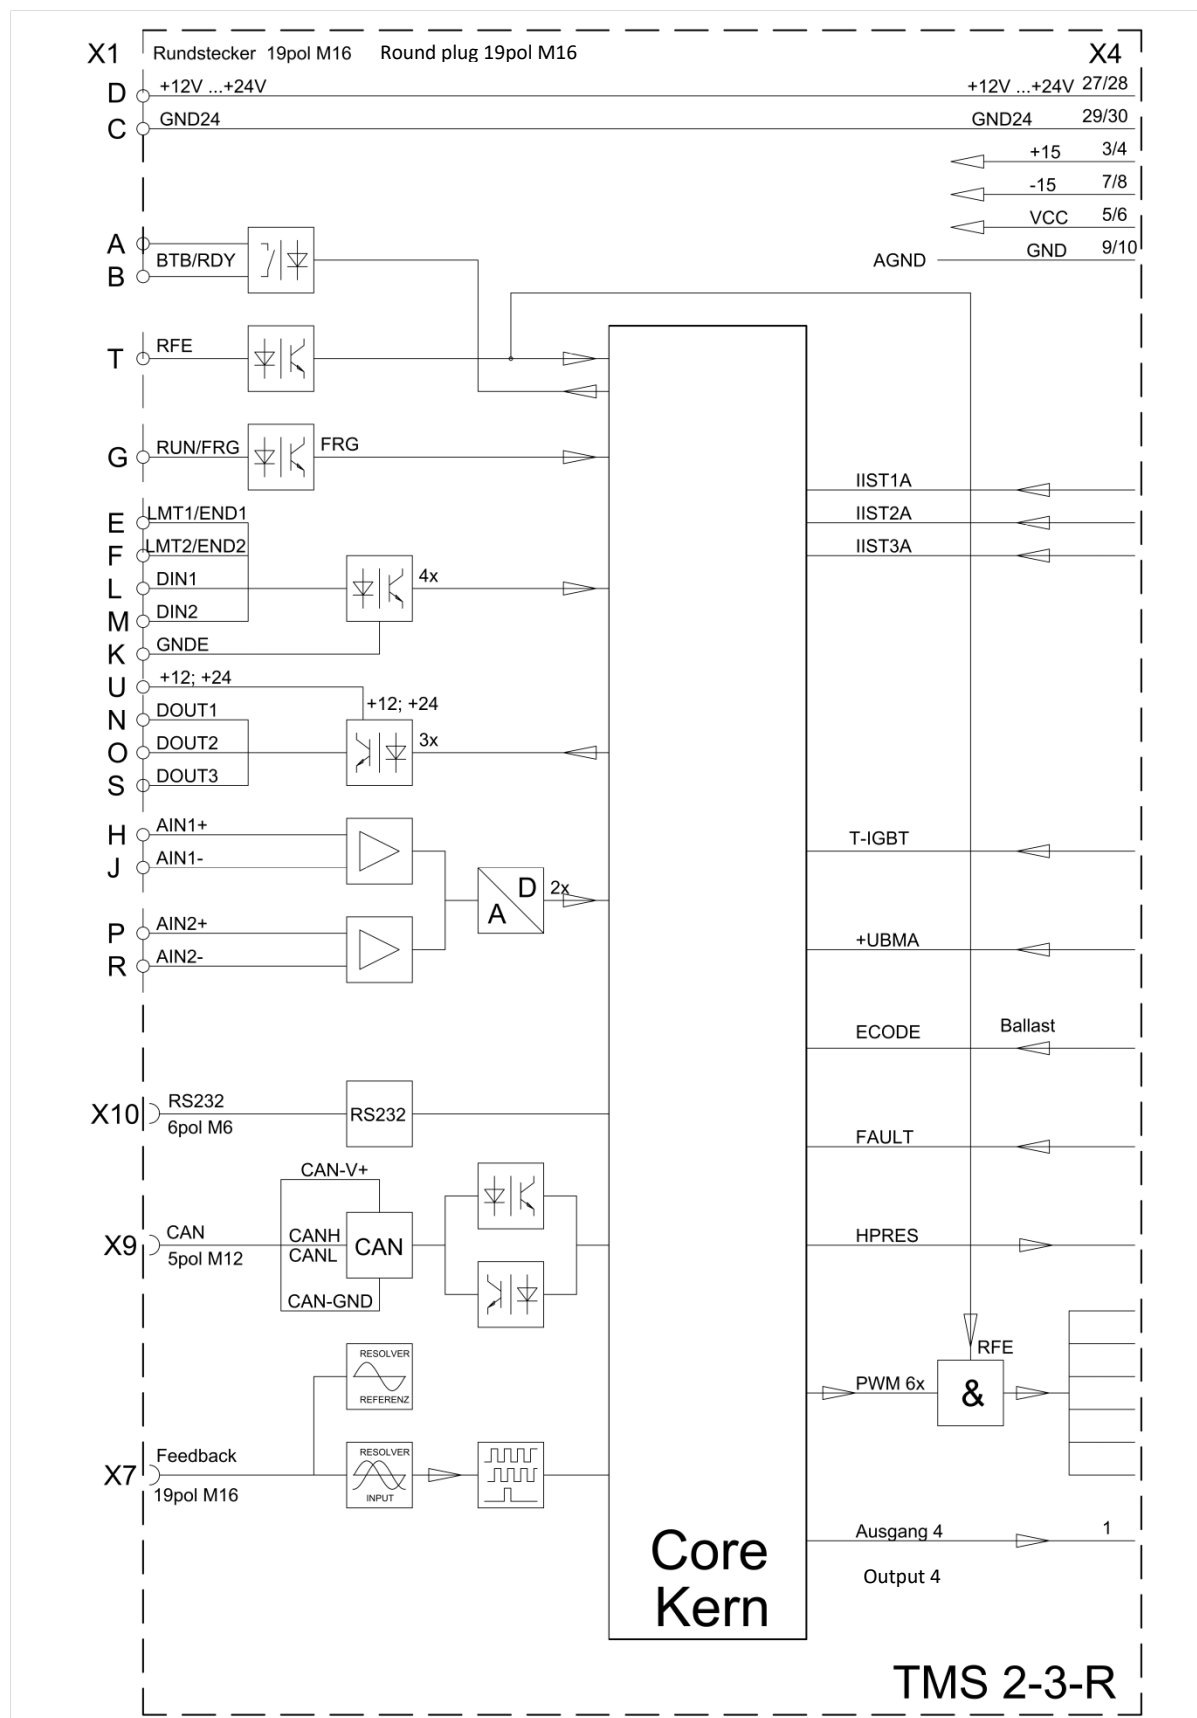 X1 Rundstecker 19pol M16 Round plug 19pol M16 X4
D +12V ...+24V +12V ...+24V 27/28
C GND24 GND24 29/30
+15 3/4
-15 7/8
VCC 5/6
AGND GND 9/10
A
BTB/RDY
B
T RFE
G RUN/FRG FRG
IIST1A
E LMT1/END1 IIST2A
F LMT2/END2 IIST3A
L DIN1 4x
M DIN2
K GNDE
U +12; +24
+12; +24
N DOUT1
O DOUT2 3x
S DOUT3
H AIN1+ T-IGBT
J AIN1-
D 2x
A
P AIN2+ +UBMA
R AIN2-
ECODE Ballast
X10 RS232 RS232
6pol M6
FAULT
CAN-V+
X9 CAN CANH CAN HPRES
5pol M12 CANL
CAN-GND
RESOLVER RFE
REFERENZ
PWM 6x &
X7 Feedback RESOLVER
19pol M16 INPUT
Ausgang 4 1
Output 4
Core
Kern
TMS 2-3-R